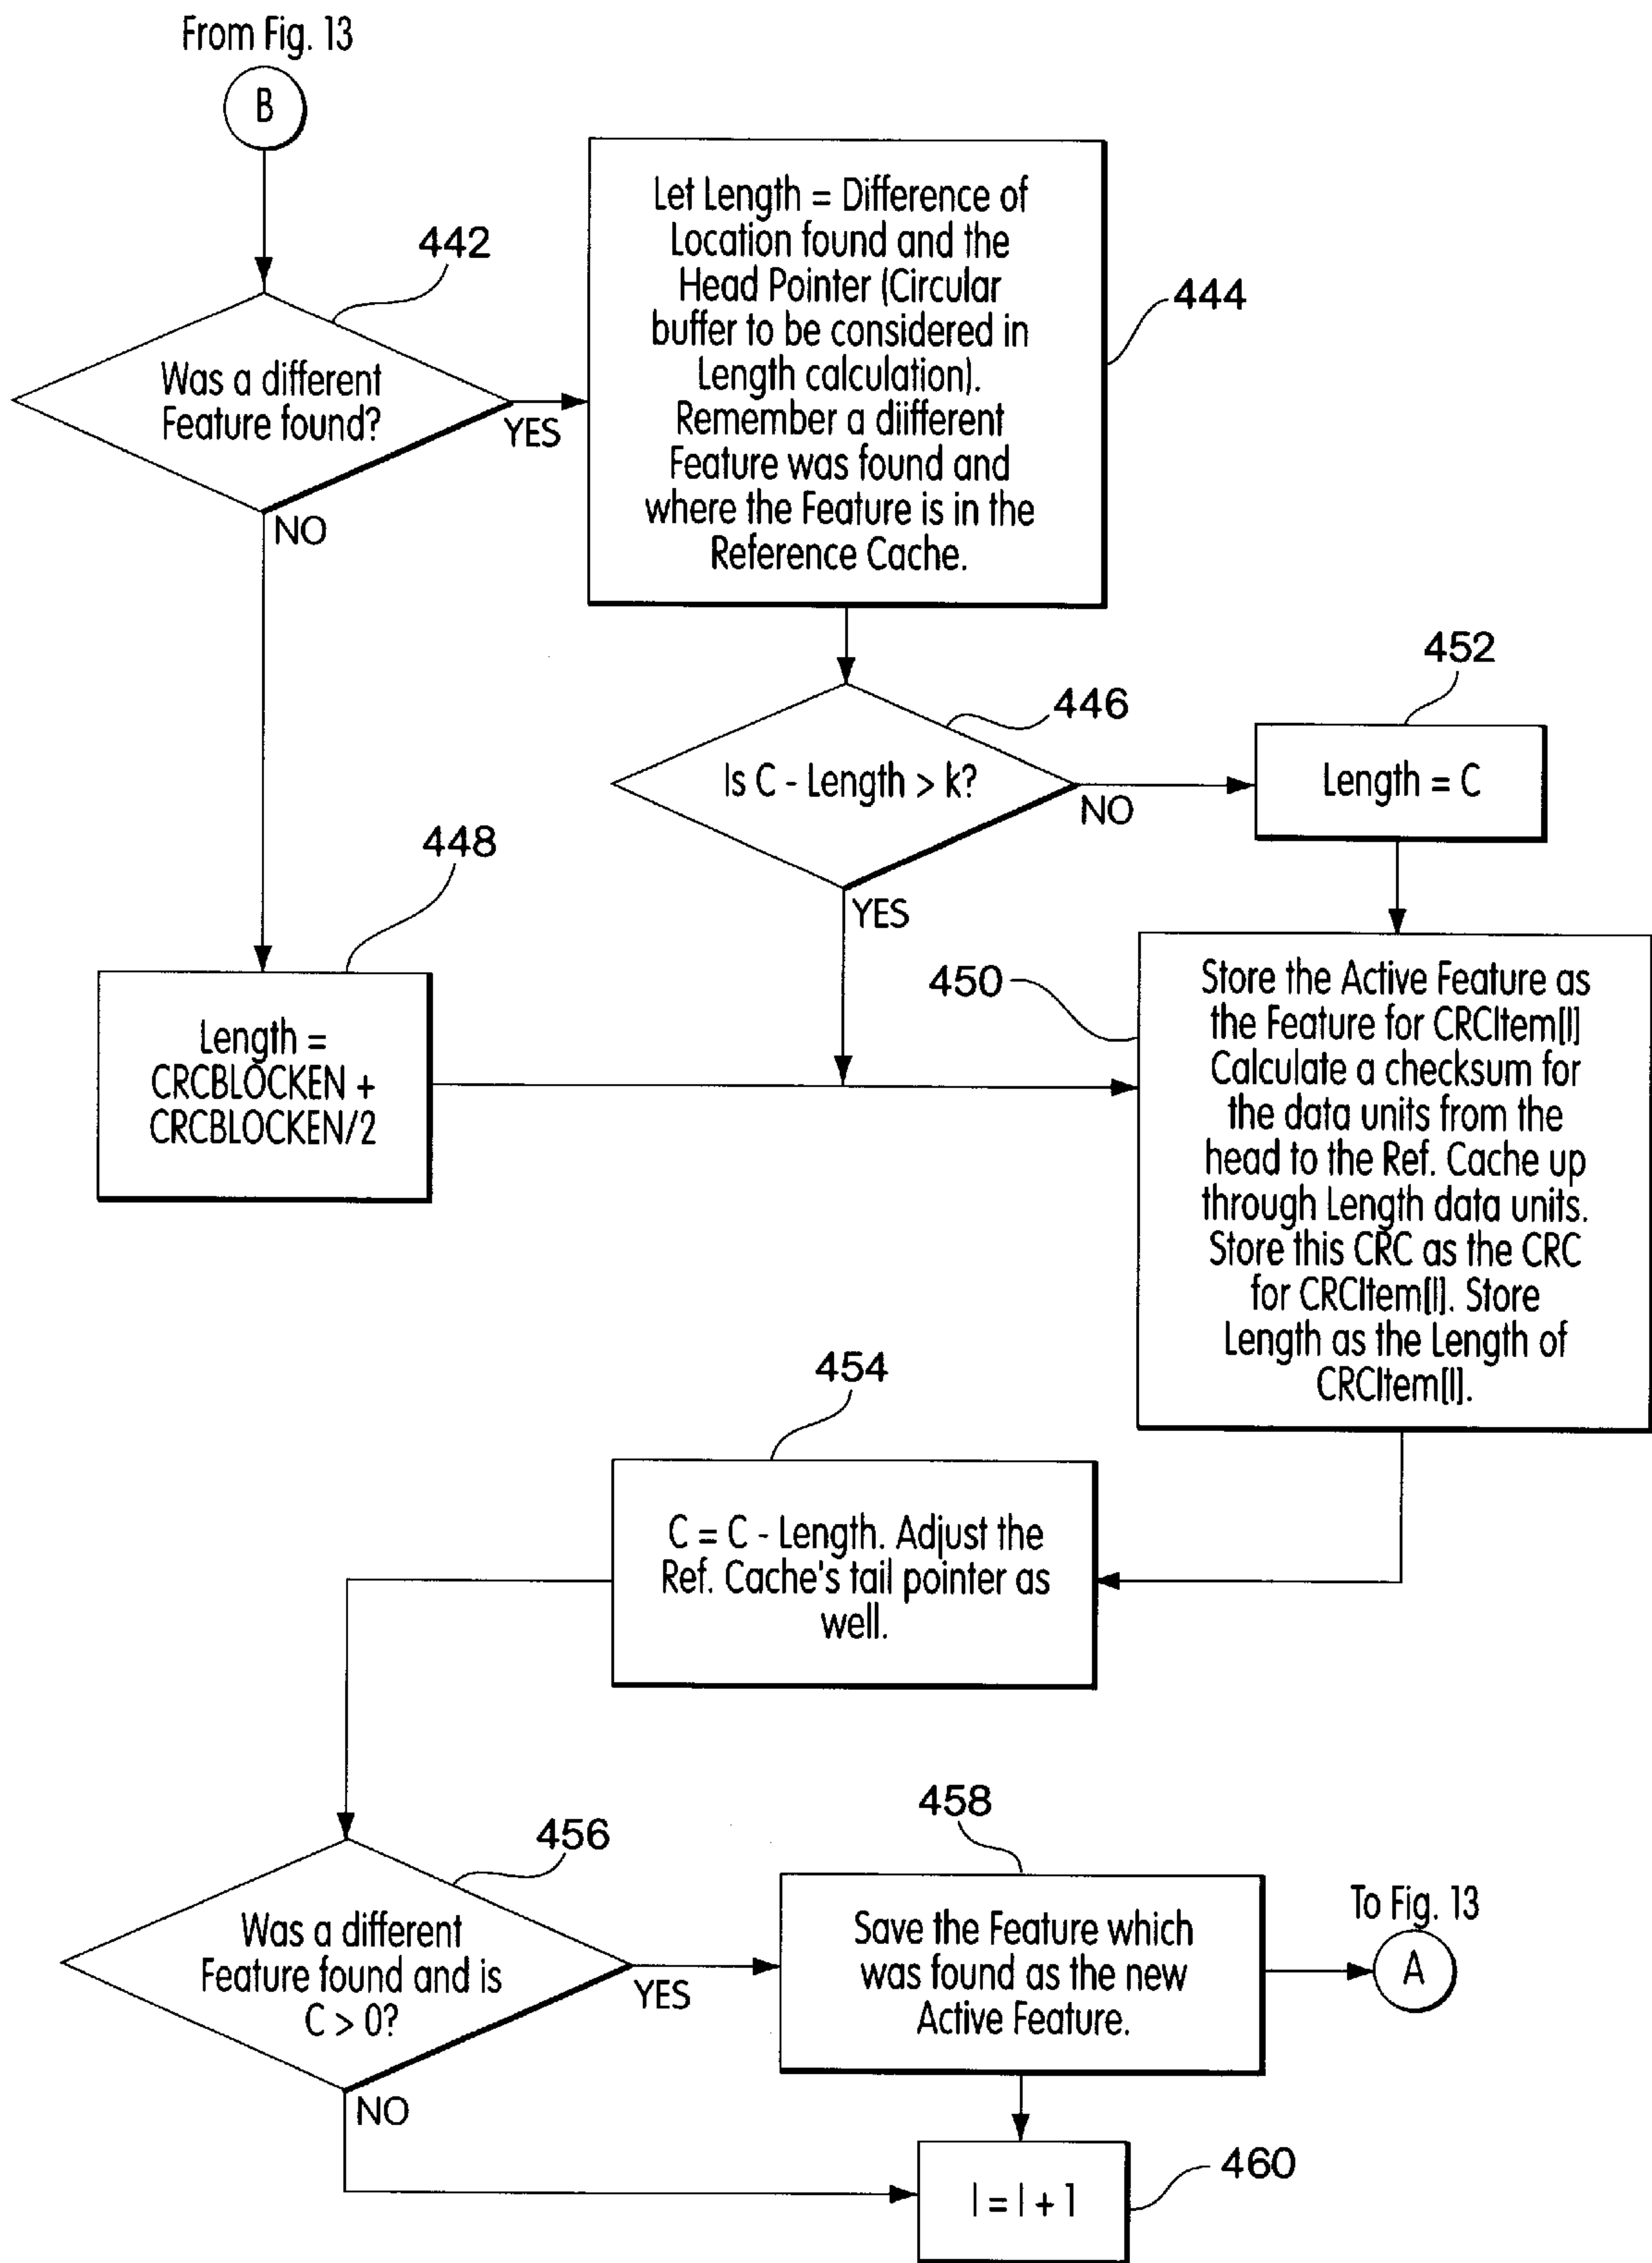 From Fig. 13
B
442
Was a different
Feature found?
YES
NO
Let Length = Difference of
Location found and the
Head Pointer (Circular
buffer to be considered in
Length calculation).
Remember a diifferent
Feature was found and
where the Feature is in the
Reference Cache.
444
446
Is C - Length > k?
NO
YES
452
Length = C
448
Length =
CRCBLOCKEN +
CRCBLOCKEN/2
450
Store the Active Feature as
the Feature for CRCItem[I]
Calculate a checksum for
the data units from the
head to the Ref. Cache up
through Length data units.
Store this CRC as the CRC
for CRCItem[I]. Store
Length as the Length of
CRCItem[I].
454
C = C - Length. Adjust the
Ref. Cache's tail pointer as
well.
456
Was a different
Feature found and is
C > 0?
YES
NO
458
Save the Feature which
was found as the new
Active Feature.
To Fig. 13
A
I = I + 1
460